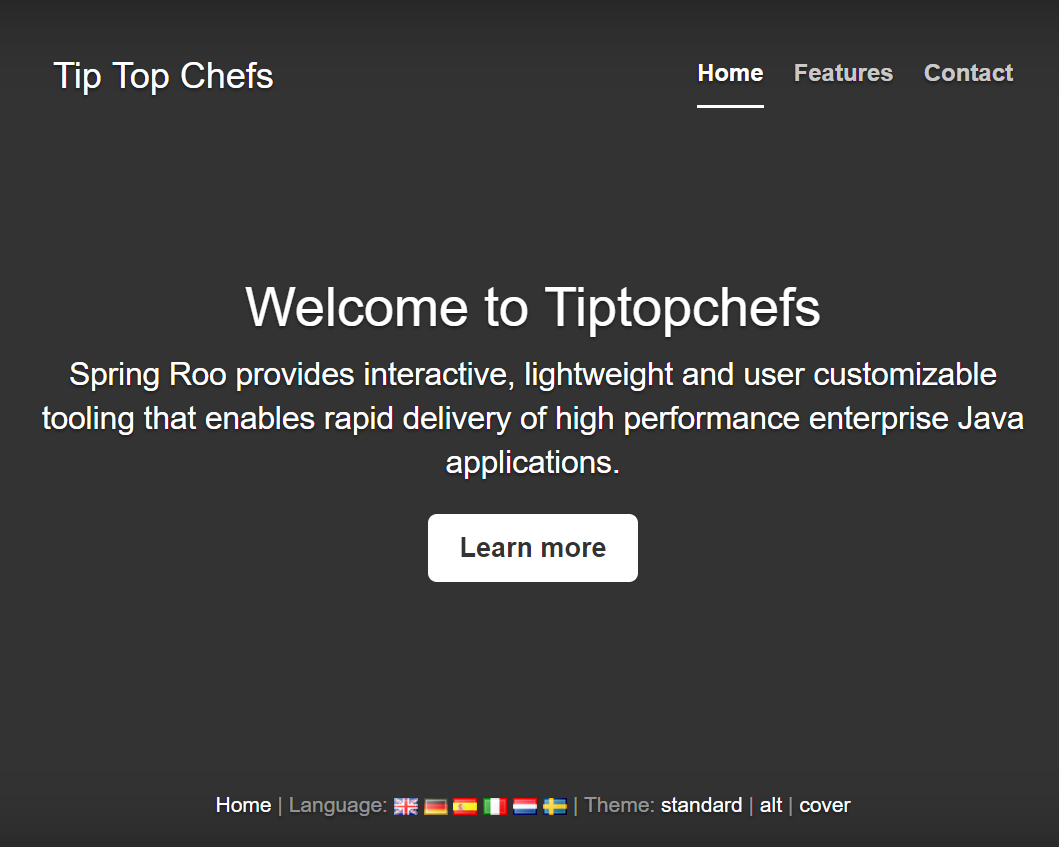 Tip Top Chefs
Home Features Contact
Welcome to Tiptopchefs
Spring Roo provides interactive, lightweight and user customizable
tooling that enables rapid delivery of high performance enterprise Java
applications.
Learn more
Home | Language: | Theme: standard | alt | cover